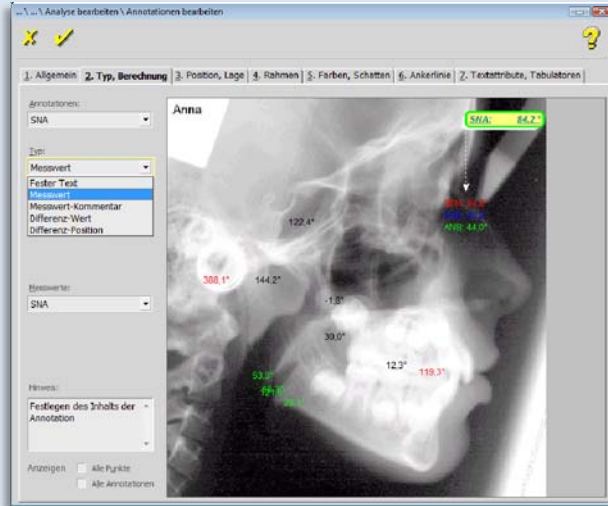 ...\ ...\ Analyse bearbeiten \ Annotationen bearbeiten
1. Allgemein
2. Typ, Berechnung
3. Position, Lage
4. Rahmen
5. Farben, Schatten
6. Ankerlinie
7. Textattribute, Tabulatoren
Annotationen:
SNA
Typ:
Messwert
Fester Text
Messwert
Messwert-Kommentar
Differenz-Wert
Differenz-Position
Messwerte:
SNA
Hinweis:
Festlegen des Inhalts der
Annotation
Anzeigen
Alle Punkte
Alle Annotationen
Anna
SNA: 84,2°
ANB: 44,0°
122,4°
388,1°
144,2°
-1,8°
39,0°
12,3°
119,3°